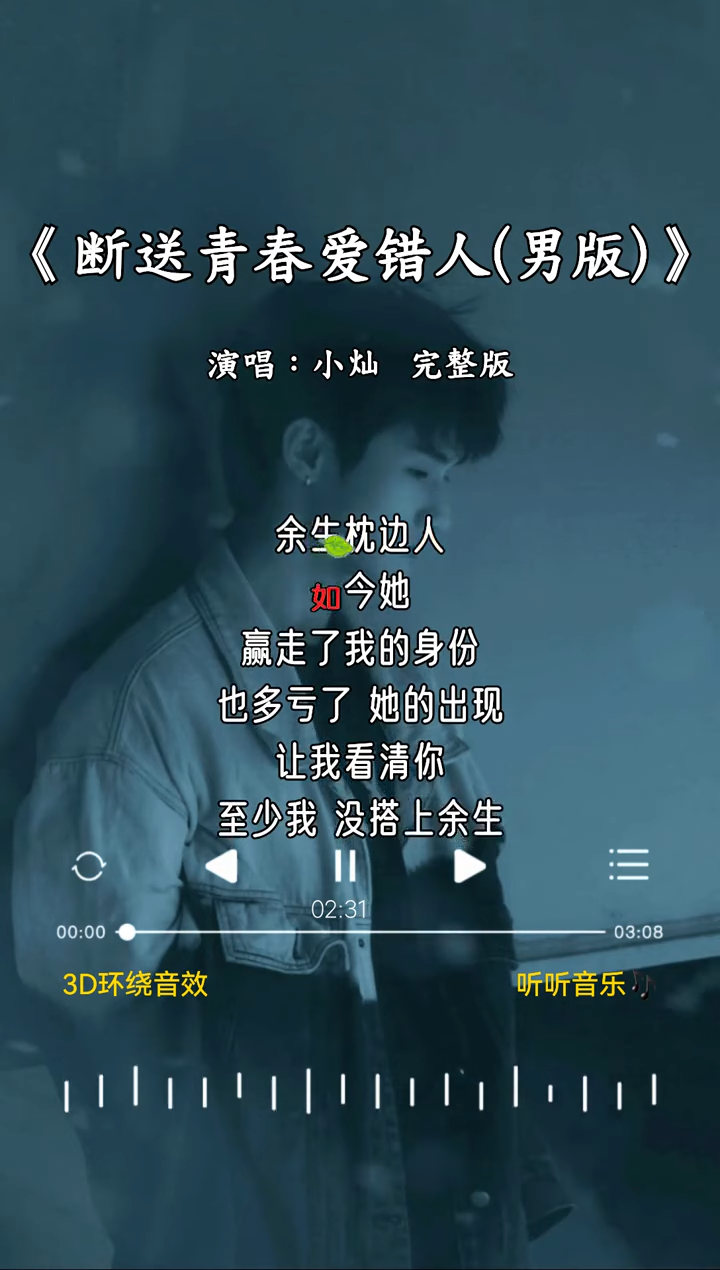 《断送青春爱错人(男版)》
演唱：小灿 完整版
余生枕边人
如今她
赢走了我的身份
也多亏了 她的出现
让我看清你
至少我 没搭上余生
02:31
00:00 03:08
3D环绕音效 听听音乐